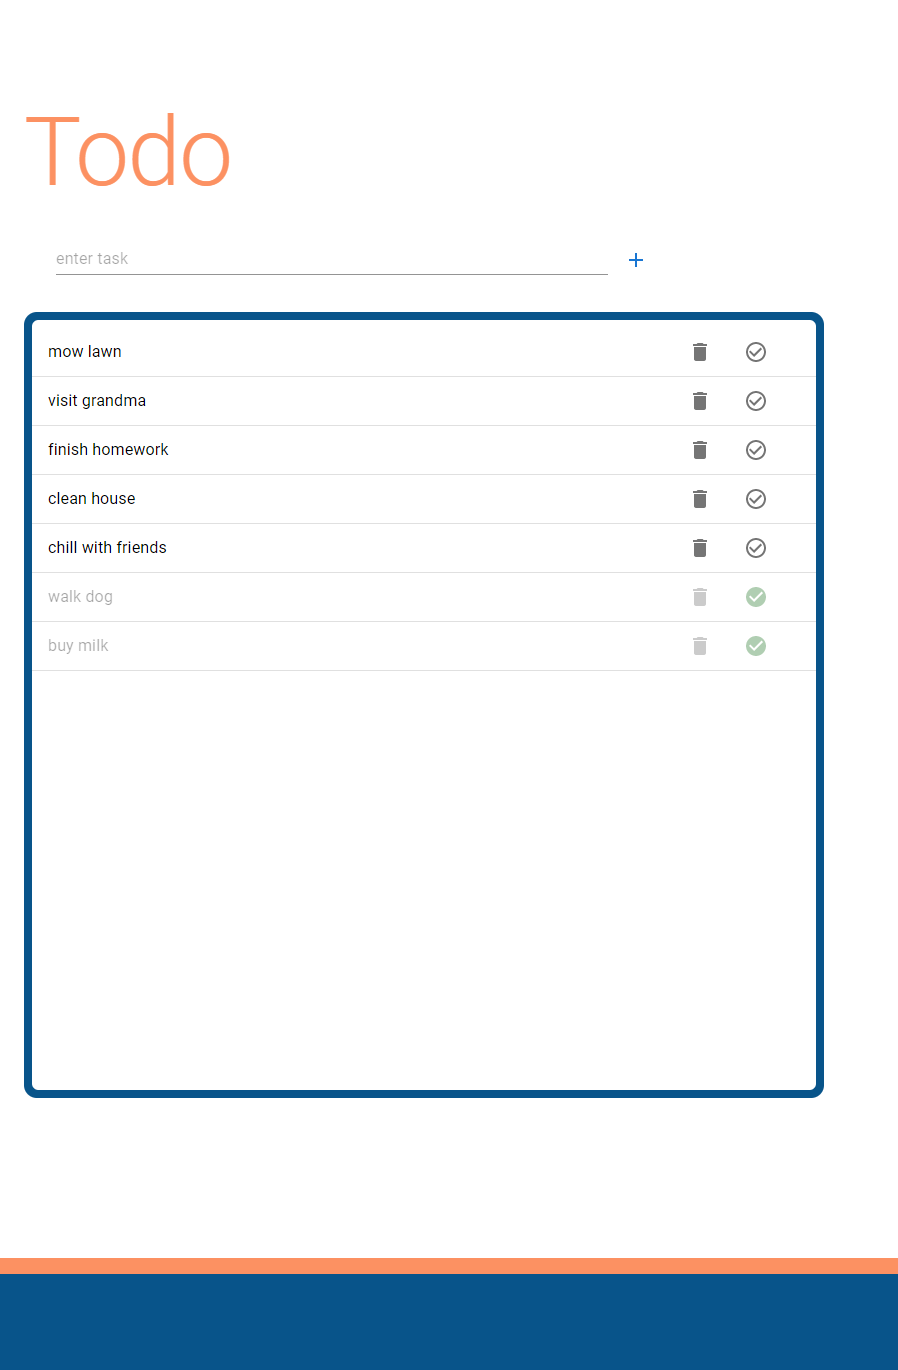 Todo
enter task
mow lawn
visit grandma
finish homework
clean house
chill with friends
walk dog
buy milk